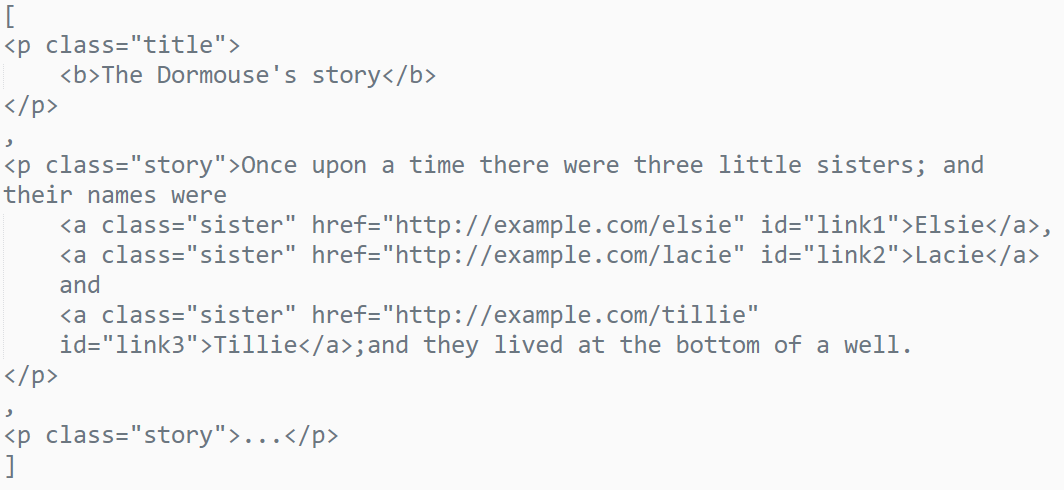 [
<p class="title">
    <b>The Dormouse's story</b>
</p>
,
<p class="story">Once upon a time there were three little sisters; and
their names were
    <a class="sister" href="http://example.com/elsie" id="link1">Elsie</a>,
    <a class="sister" href="http://example.com/lacie" id="link2">Lacie</a>
    and
    <a class="sister" href="http://example.com/tillie"
    id="link3">Tillie</a>;and they lived at the bottom of a well.
</p>
,
<p class="story">...</p>
]